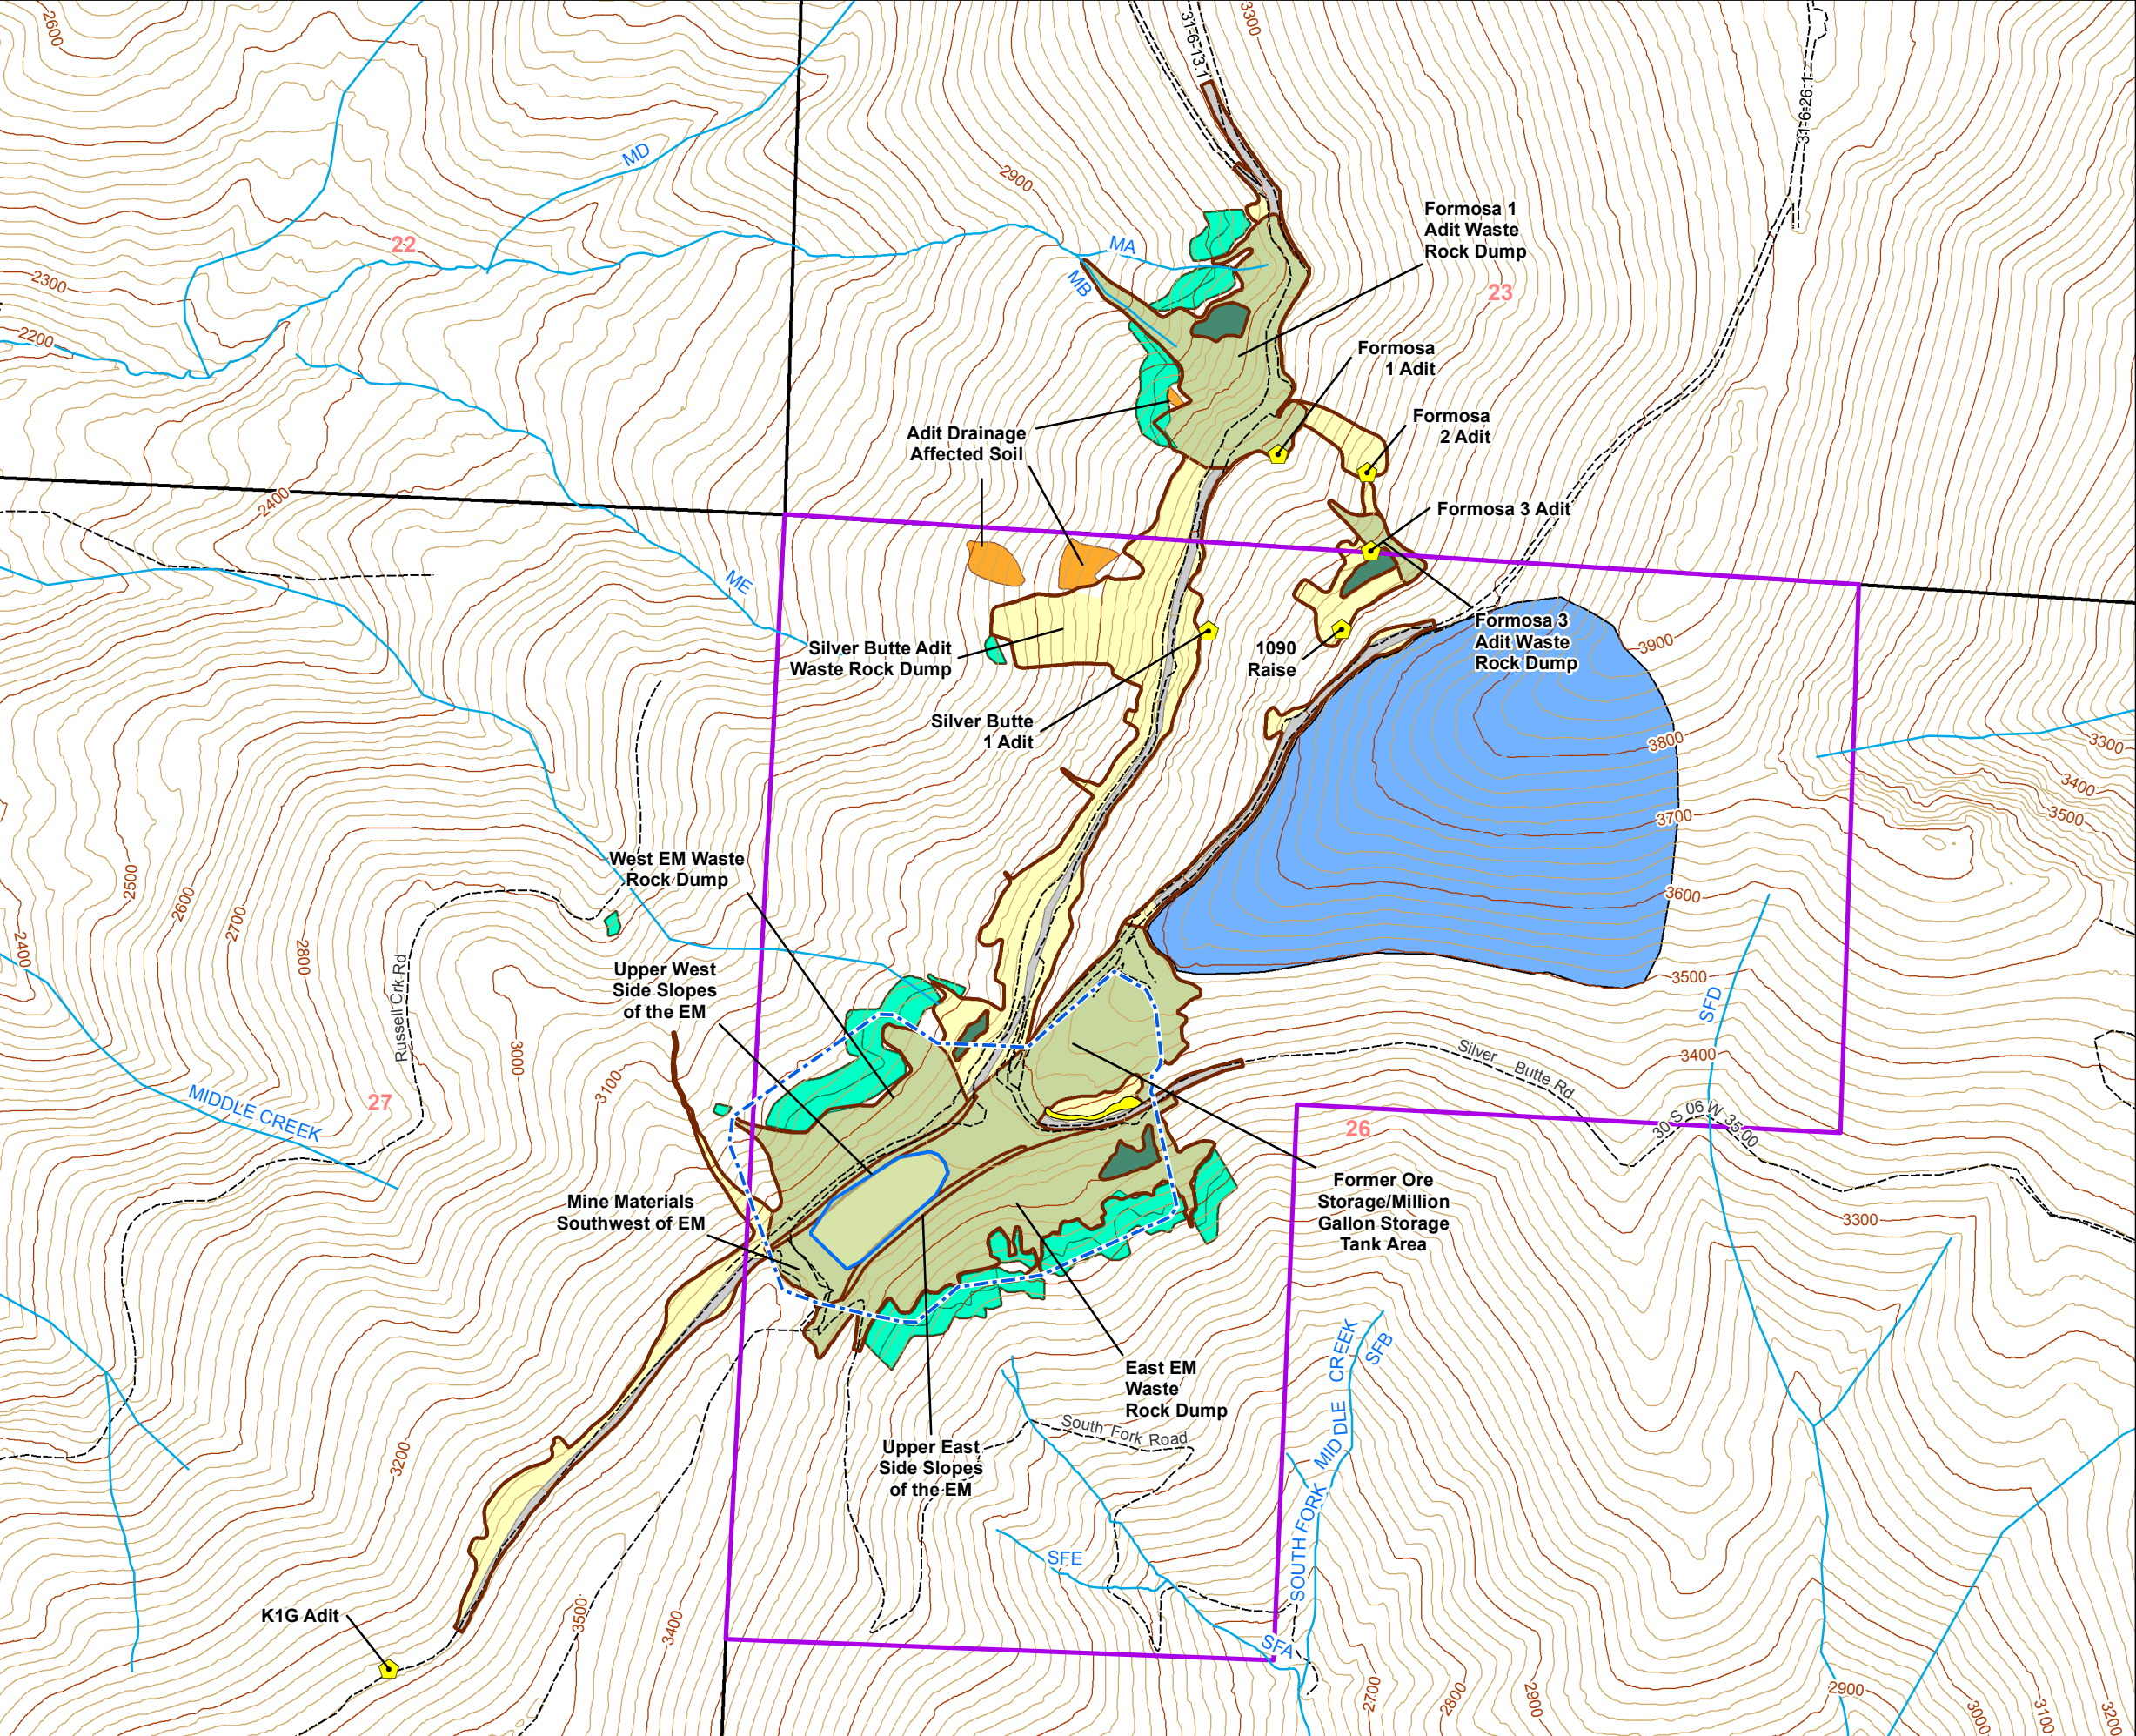 2600
31-6-13.1
3300
31-6-26.1
MD
2900
Formosa 1
Adit Waste
Rock Dump
22
MA
MB
23
2300
2200
Formosa
1 Adit
Formosa
2 Adit
Adit Drainage
Affected Soil
2400
Formosa 3 Adit
ME
Silver Butte Adit
Waste Rock Dump
1090
Raise
Formosa 3
Adit Waste
Rock Dump
3900
Silver Butte
1 Adit
3800
3300
3400
3500
3700
West EM Waste
Rock Dump
2500
2600
2700
2800
2400
3600
Upper West
Side Slopes
of the EM
3500
SFD
Russell Crk Rd
3000
3100
Silver Butte Rd
3400
MIDDLE CREEK
27
30 S 06 W 35.00
26
Mine Materials
Southwest of EM
Former Ore
Storage/Million
Gallon Storage
Tank Area
3300
SOUTH FORK MIDDLE CREEK
SFB
East EM
Waste
Rock Dump
South Fork Road
Upper East
Side Slopes
of the EM
3200
SFE
K1G Adit
3500
3400
SFA
2700
2800
2900
2900
3000
3100
3200